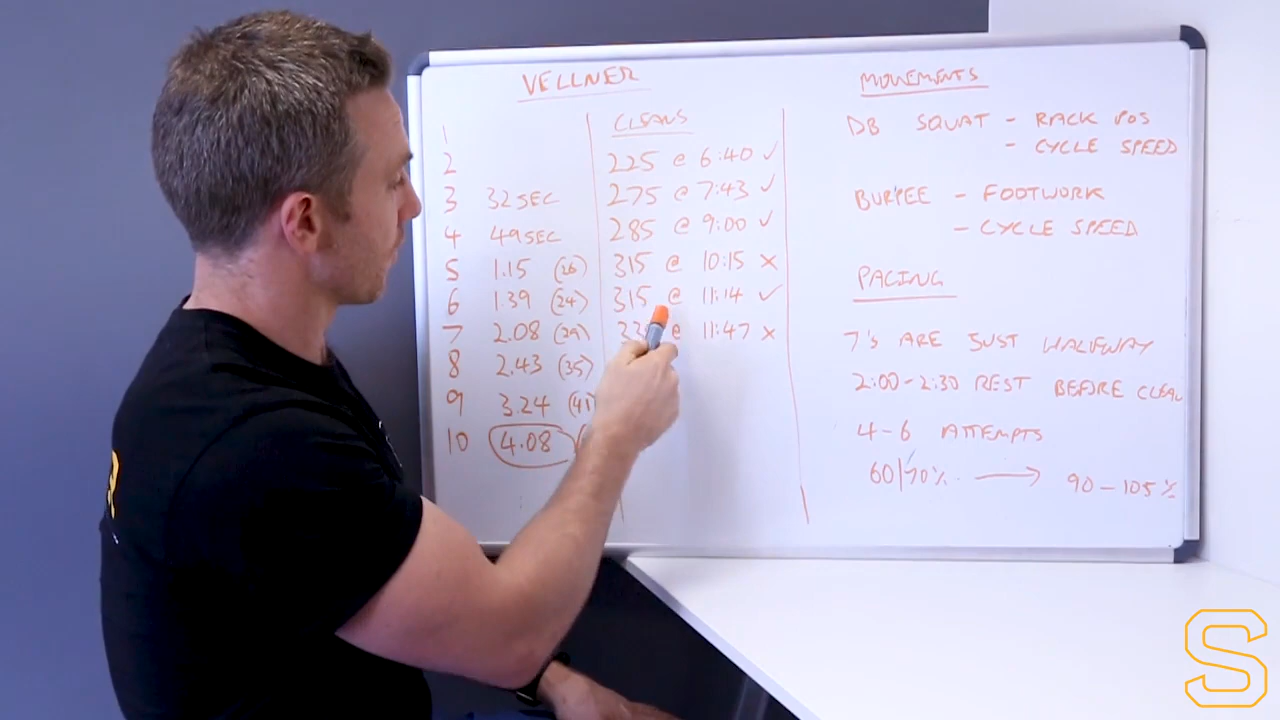 VELLNER
1
2
3 32 SEC
4 49 SEC
5 1.15 (26)
6 1.39 (24)
7 2.08 (29)
8 2.43 (35)
9 3.24 (41)
10 4.08
CLEANS
225 @ 6:40 ✓
275 @ 7:43 ✓
285 @ 9:00 ✓
315 @ 10:15 ×
315 @ 11:14 ✓
@ 11:47 ×
MOVEMENTS
DB SQUAT - RACK POS
- CYCLE SPEED
BURPEE - FOOTWORK
- CYCLE SPEED
PACING
7's ARE JUST HALFWAY
2:00-2:30 REST BEFORE CLEAN
4-6 ATTEMPTS
60/70% → 90-105%
S